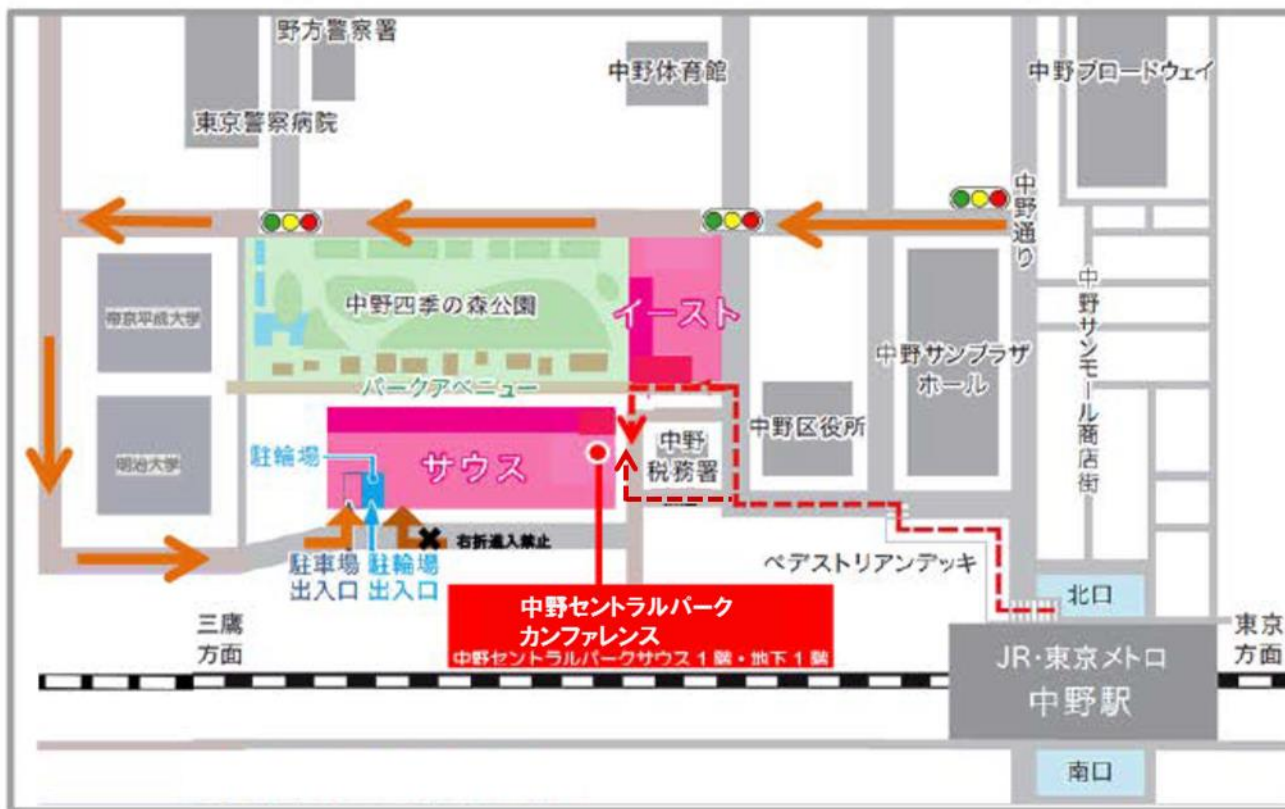 野方警察署
東京警察病院
中野体育館
中野ブロードウェイ
中野通り
中野サンモール商店街
中野四季の森公園
イースト
帝京平成大学
パークアベニュー
中野サンプラザ
ホール
中野区役所
中野
税務署
明治大学
駐輪場
サウス
右折進入禁止
駐車場
出入口
駐輪場
出入口
ペデストリアンデッキ
北口
中野セントラルパーク
カンファレンス
中野セントラルパークサウス1階・地下1階
三鷹
方面
東京
方面
JR・東京メトロ
中野駅
南口